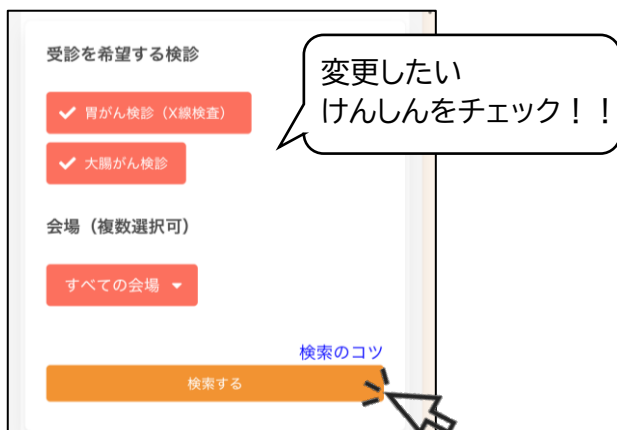 受診を希望する検診
変更したい
けんしんをチェック！！
胃がん検診（X線検査）
大腸がん検診
会場（複数選択可）
すべての会場
検索のコツ
検索する